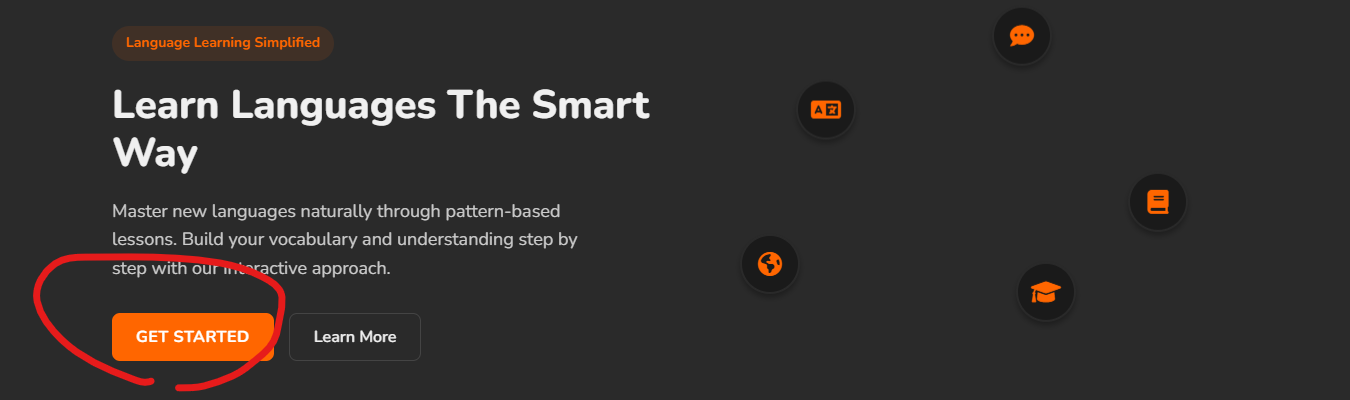 Language Learning Simplified
Learn Languages The Smart
Way
Master new languages naturally through pattern-based
lessons. Build your vocabulary and understanding step by
step with our interactive approach.
GET STARTED
Learn More